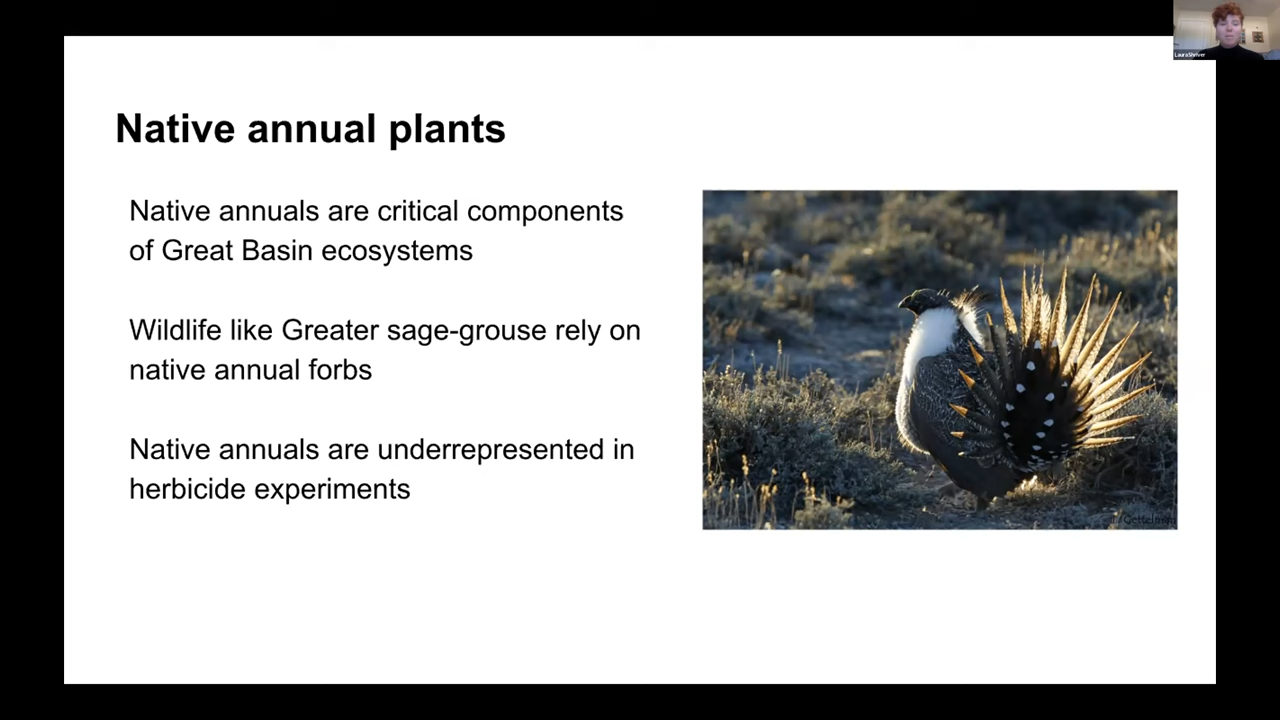 LauraShriver
Native annual plants
Native annuals are critical components
of Great Basin ecosystems
Wildlife like Greater sage-grouse rely on
native annual forbs
Native annuals are underrepresented in
herbicide experiments